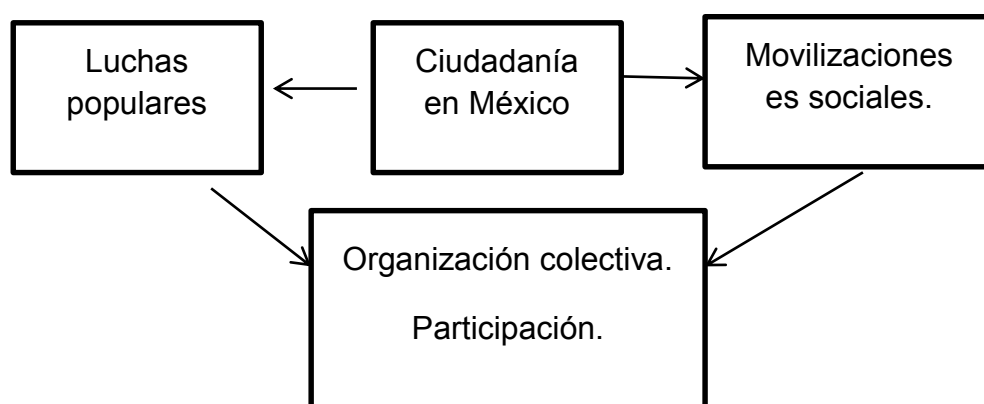 Luchas
populares
Ciudadanía
en México
Movilizaciones
es sociales.
Organización colectiva.
Participación.